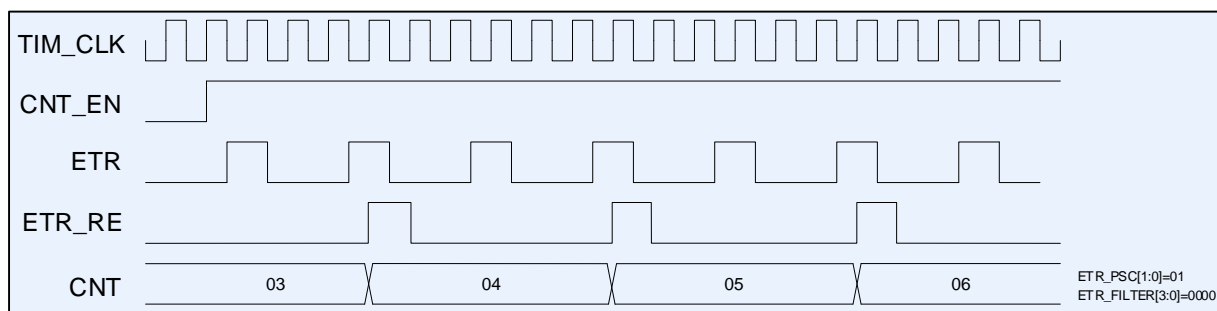 TIM_CLK
CNT_EN
ETR
ETR_RE
CNT 03 04 05 06
ETR_PSC[1:0]=01
ETR_FILTER[3:0]=0000